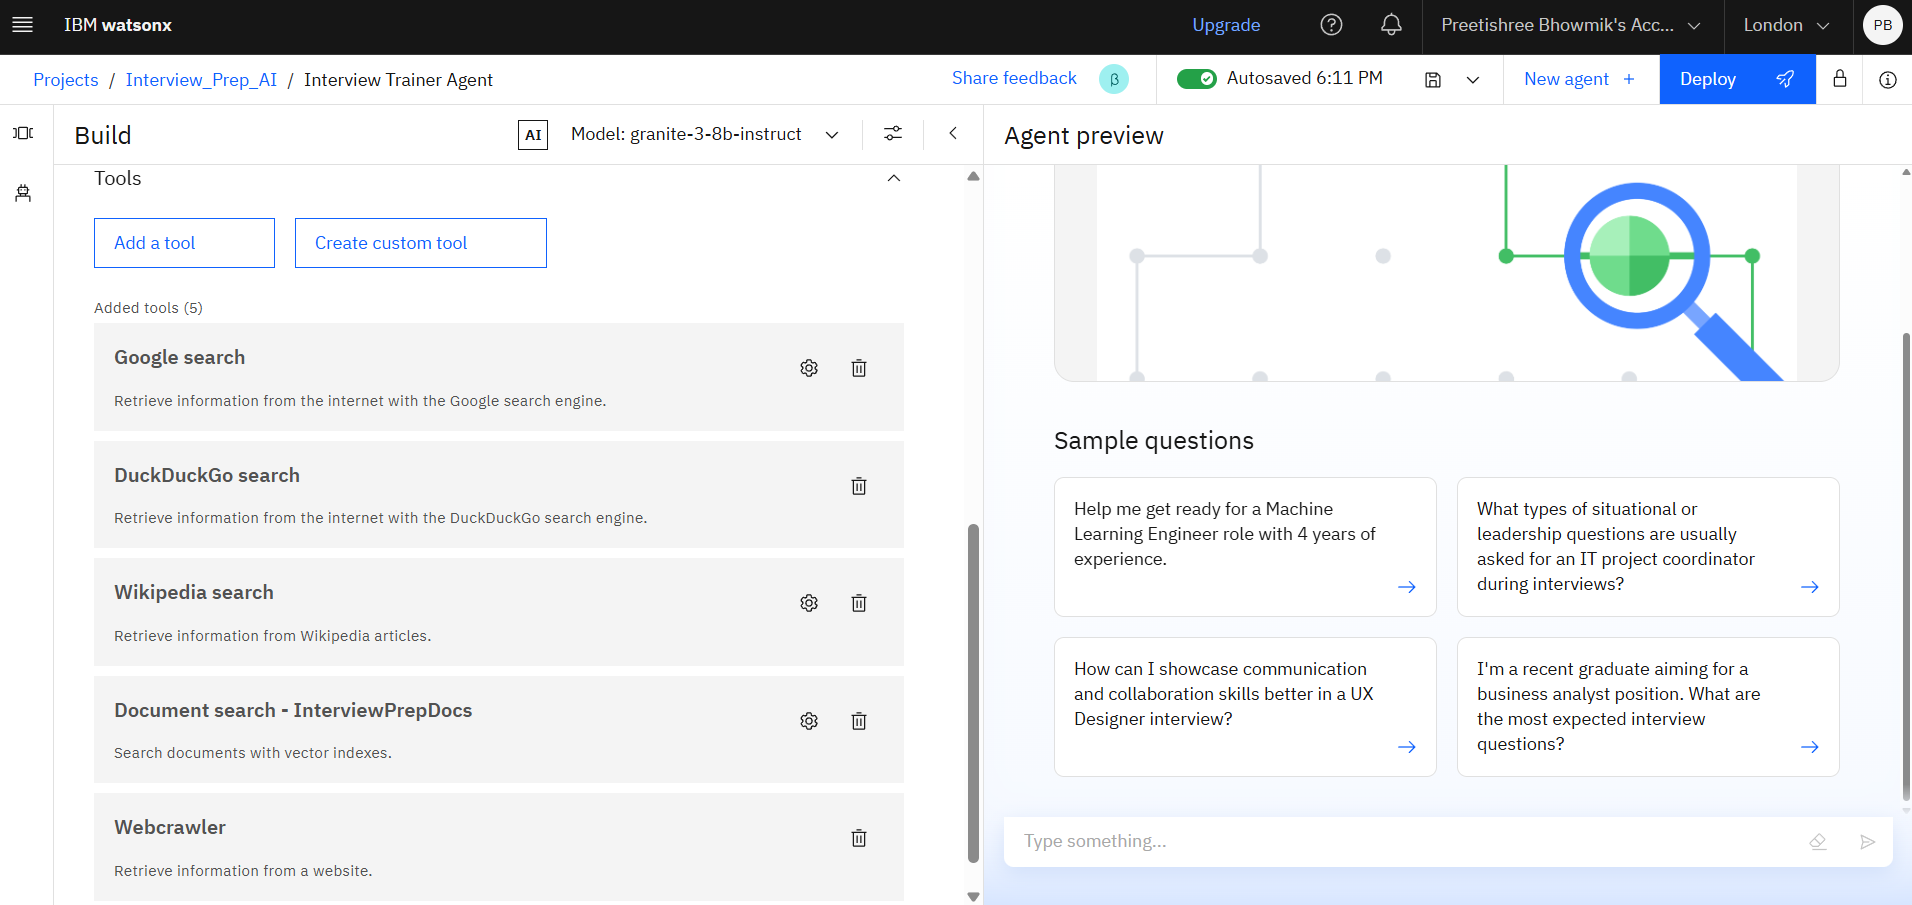 IBM watsonx
Upgrade
Preetishree Bhowmik's Acc...
London
PB
Projects / Interview_Prep_AI / Interview Trainer Agent
Share feedback
β
Autosaved 6:11 PM
New agent +
Deploy
Build
AI
Model: granite-3-8b-instruct
Tools
Add a tool
Create custom tool
Added tools (5)
Google search
Retrieve information from the internet with the Google search engine.
DuckDuckGo search
Retrieve information from the internet with the DuckDuckGo search engine.
Wikipedia search
Retrieve information from Wikipedia articles.
Document search - InterviewPrepDocs
Search documents with vector indexes.
Webcrawler
Retrieve information from a website.
Agent preview
Sample questions
Help me get ready for a Machine
Learning Engineer role with 4 years of
experience.
What types of situational or
leadership questions are usually
asked for an IT project coordinator
during interviews?
How can I showcase communication
and collaboration skills better in a UX
Designer interview?
I'm a recent graduate aiming for a
business analyst position. What are
the most expected interview
questions?
Type something...